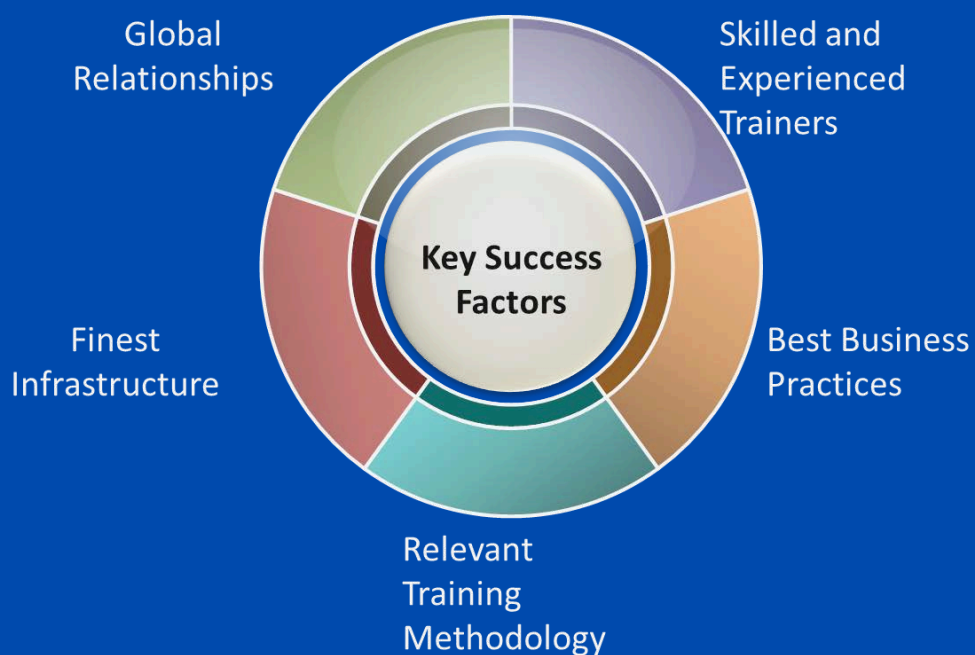 Global
Relationships
Skilled and
Experienced
Trainers
Key Success
Factors
Finest
Infrastructure
Best Business
Practices
Relevant
Training
Methodology